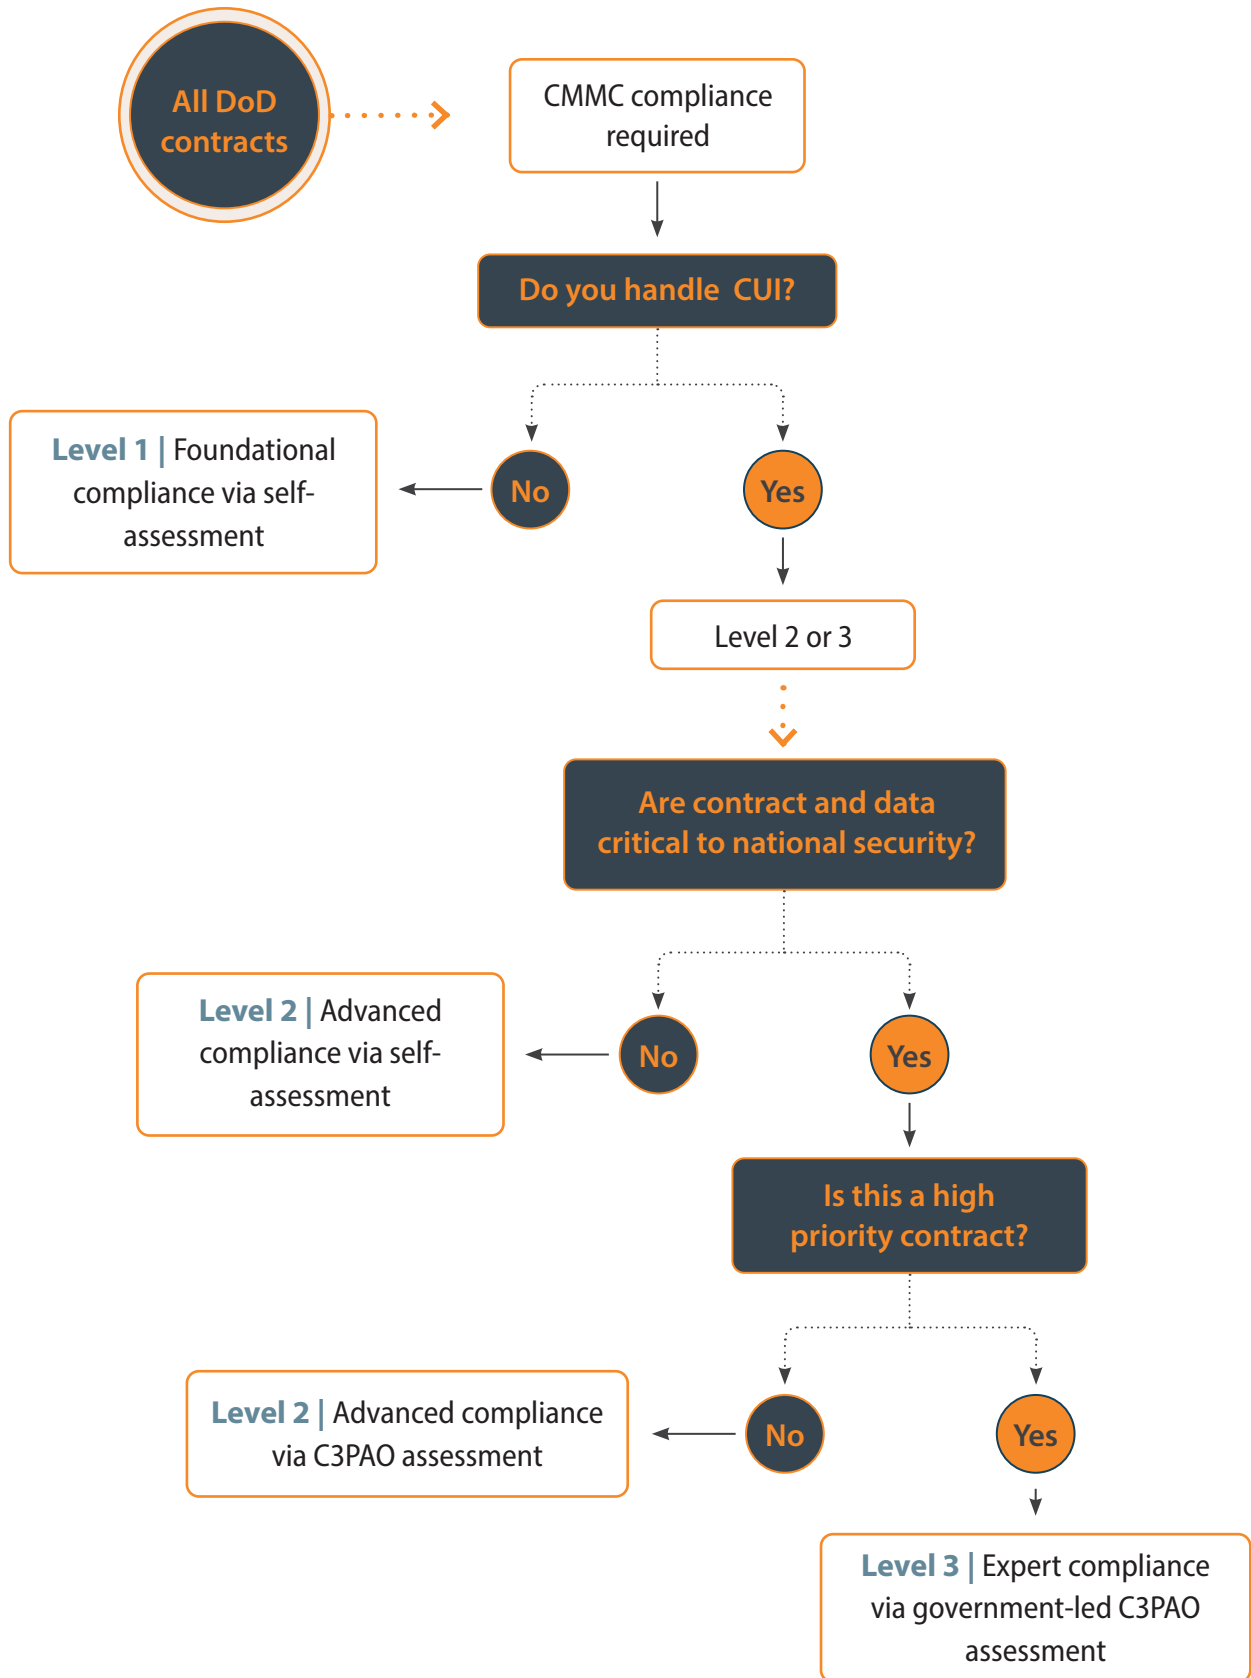 All DoD
contracts
CMMC compliance
required
Do you handle CUI?
No
Yes
Level 1 | Foundational
compliance via self-
assessment
Level 2 or 3
Are contract and data
critical to national security?
No
Yes
Level 2 | Advanced
compliance via self-
assessment
Is this a high
priority contract?
No
Yes
Level 2 | Advanced compliance
via C3PAO assessment
Level 3 | Expert compliance
via government-led C3PAO
assessment